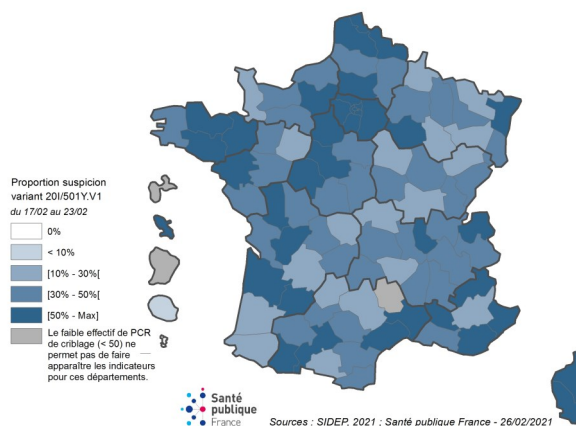 Proportion suspicion
variant 20I/501Y.V1
du 17/02 au 23/02
0%
< 10%
[10% - 30%[
[30% - 50%[
[50% - Max]
Le faible effectif de PCR
de criblage (< 50) ne
permet pas de faire
apparaître les indicateurs
pour ces départements.
Santé
publique
France
Sources : SIDEP, 2021 ; Santé publique France - 26/02/2021